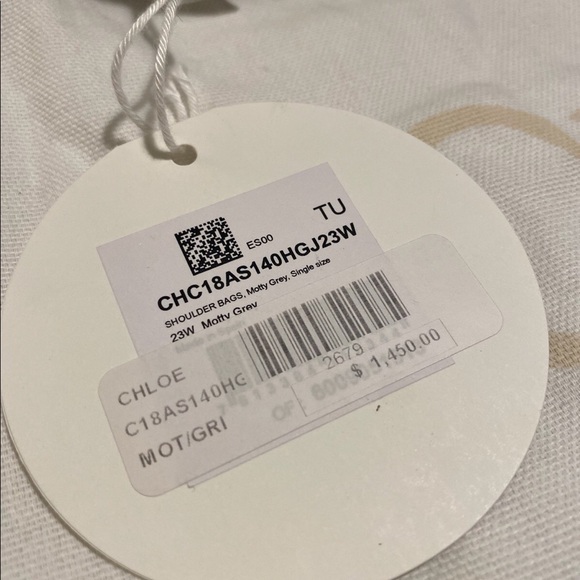 TU
ES00
CHC18AS140HGJ23W
SHOULDER BAGS, Motty Grey, Single size
23W Motty Grey
CHLOE
C18AS140HG
2679
MOT/GRI
$ 1,450.00